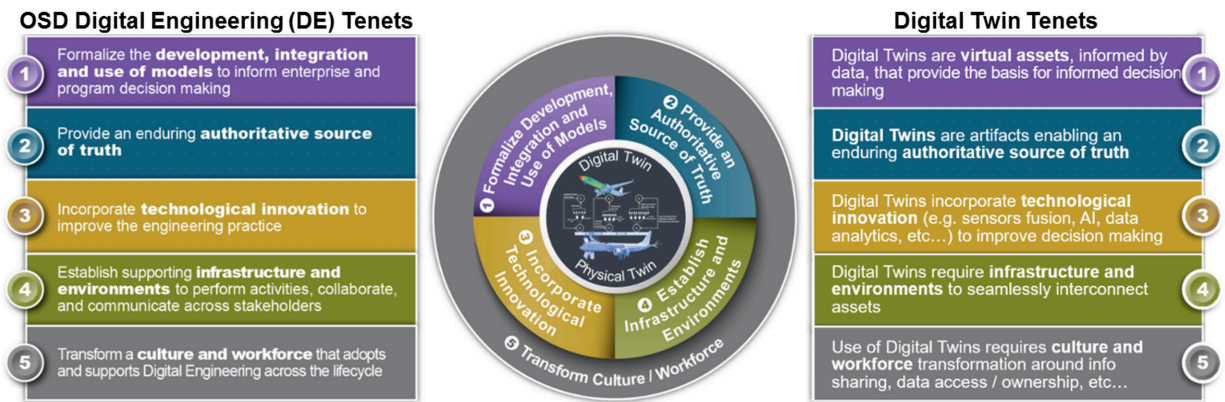 OSD Digital Engineering (DE) Tenets
1
Formalize the development, integration
and use of models to inform enterprise and
program decision making
2
Provide an enduring authoritative source
of truth
3
Incorporate technological innovation to
improve the engineering practice
4
Establish supporting infrastructure and
environments to perform activities, collaborate,
and communicate across stakeholders
5
Transform a culture and workforce that adopts
and supports Digital Engineering across the lifecycle
1 Formalize Development,
Integration and
Use of Models
2 Provide an
Authoritative
Source of Truth
Digital Twin
Physical Twin
3 Incorporate
Technological
Innovation
4 Establish
Infrastructure and
Environments
5 Transform Culture / Workforce
Digital Twin Tenets
Digital Twins are virtual assets, informed by
data, that provide the basis for informed decision
making
1
Digital Twins are artifacts enabling an
enduring authoritative source of truth
2
Digital Twins incorporate technological
innovation (e.g. sensors fusion, AI, data
analytics, etc…) to improve decision making
3
Digital Twins require infrastructure and
environments to seamlessly interconnect
assets
4
Use of Digital Twins requires culture and
workforce transformation around info
sharing, data access / ownership, etc…
5